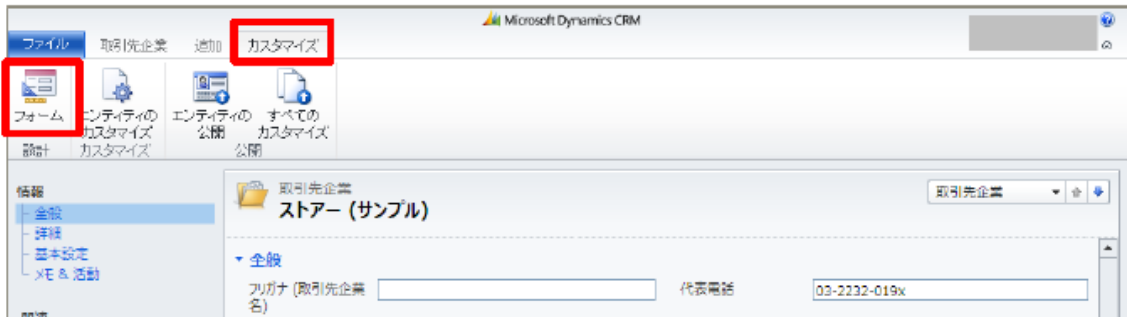 Microsoft Dynamics CRM
ファイル 取引先企業 追加 カスタマイズ
フォーム
エンティティの
カスタマイズ
エンティティの
公開
すべての
カスタマイズ
設計 カスタマイズ 公開
情報
全般
詳細
基本設定
メモ & 活動
関連
取引先企業
ストアー (サンプル)
取引先企業
全般
フリガナ (取引先企業
名)
代表電話
03-2232-019x